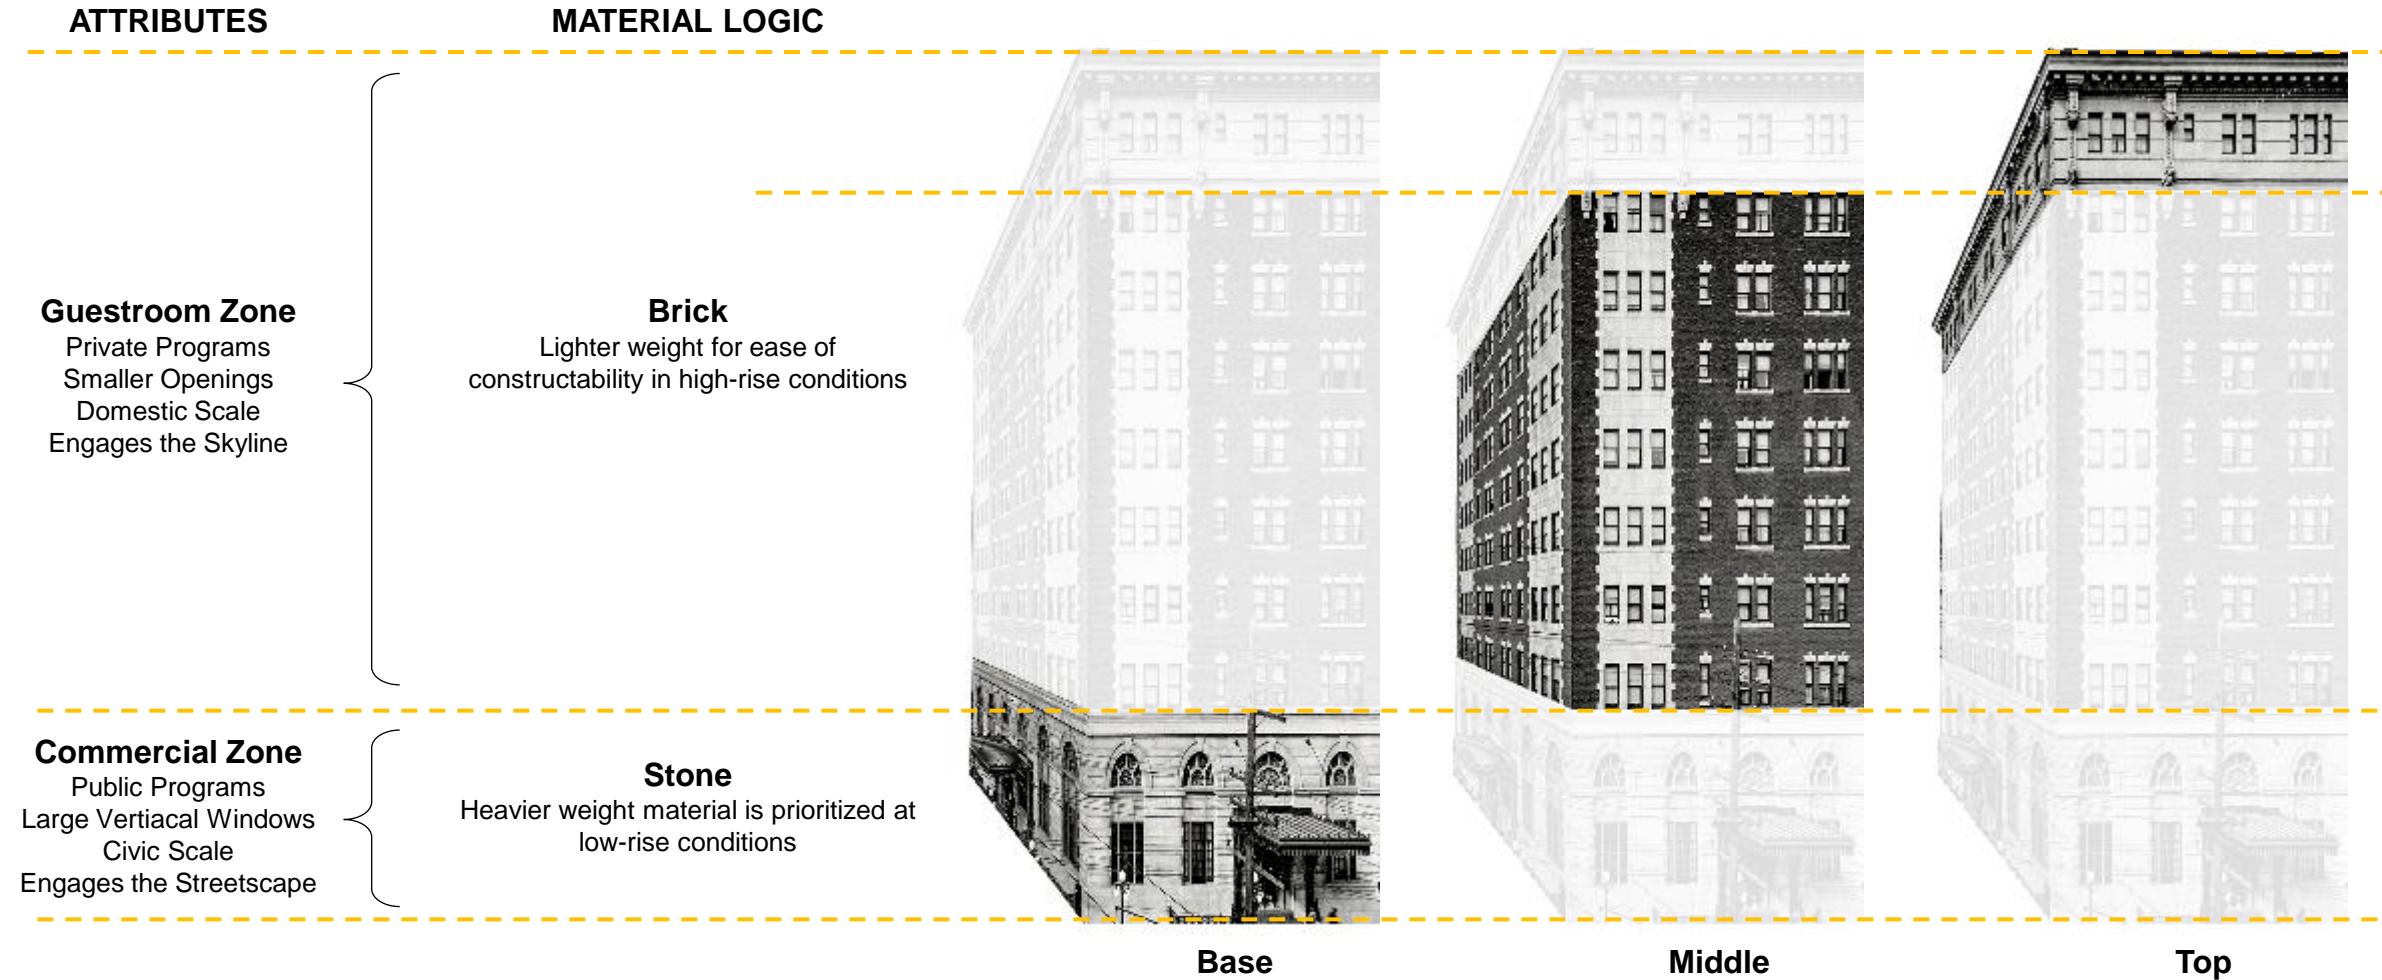 ATTRIBUTES
MATERIAL LOGIC
Guestroom Zone
Private Programs
Smaller Openings
Domestic Scale
Engages the Skyline
Brick
Lighter weight for ease of
constructability in high-rise conditions
Commercial Zone
Public Programs
Large Vertiacal Windows
Civic Scale
Engages the Streetscape
Stone
Heavier weight material is prioritized at
low-rise conditions
Base
Middle
Top